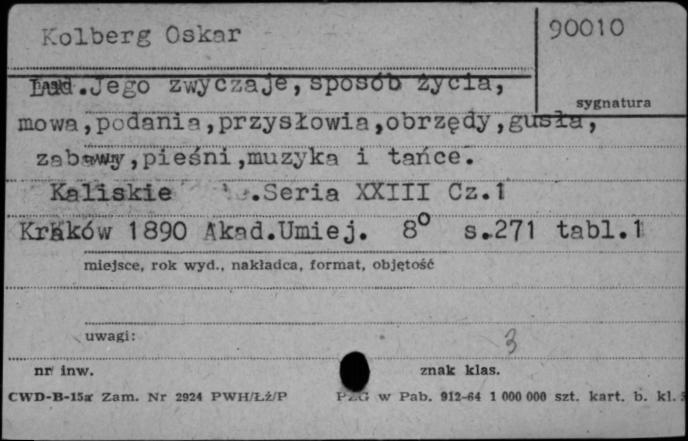 Kolberg Oskar
90010
sygnatura
Lud.Jego zwyczaje,sposób życia,
mowa,podania,przysłowia,obrzędy,gusła,
zabawy,pieśni,muzyka i tańce.
Kaliskie .Seria XXIII Cz.1
Kraków 1890 Akad.Umiej. 8° s.271 tabl.1
miejsce, rok wyd., nakładca, format, objętość
uwagi:
3
nr inw.
znak klas.
CWD-B-15a Zam. Nr 2924 PWH/Łź/P
PZG w Pab. 912-64 1 000 000 szt. kart. b. kl.